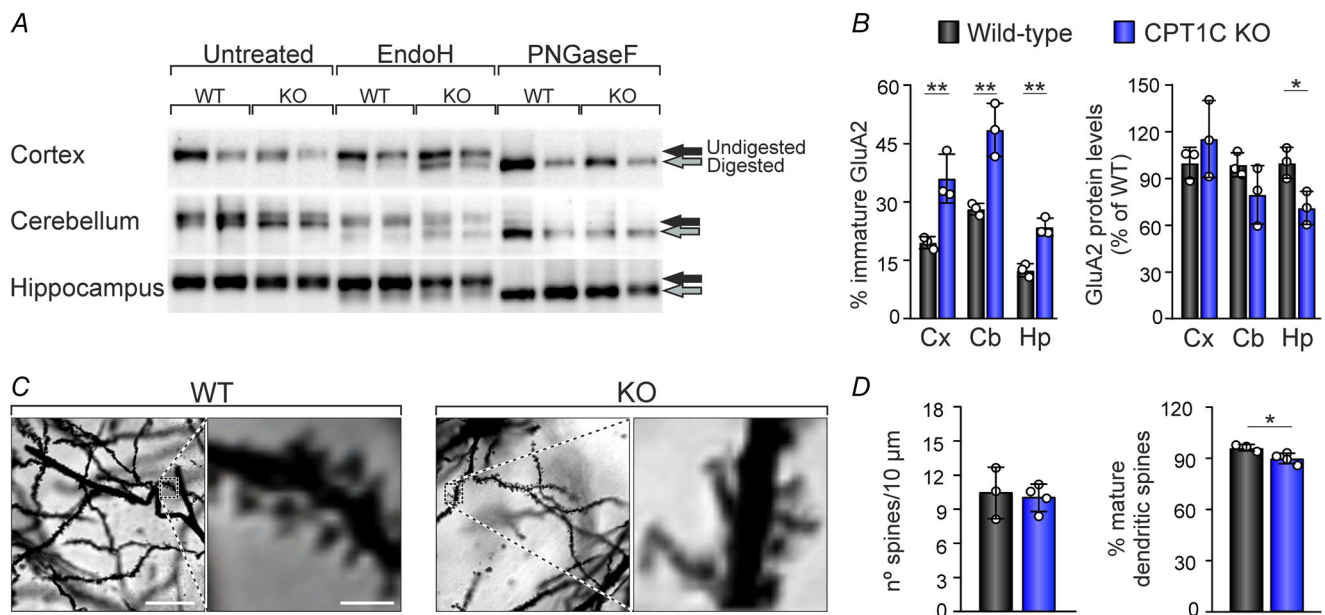 A
Untreated EndoH PNGaseF
WT KO WT KO WT KO
Cortex
Undigested
Digested
Cerebellum
Hippocampus
B
Wild-type CPT1C KO
% immature GluA2
60
45
30
15
0
** ** **
Cx Cb Hp
GluA2 protein levels
(% of WT)
150
120
90
60
30
0
*
Cx Cb Hp
C
WT KO
D
nº spines/10 μm
18
15
12
9
6
3
0
% mature
dendritic spines
120
90
60
30
0
*